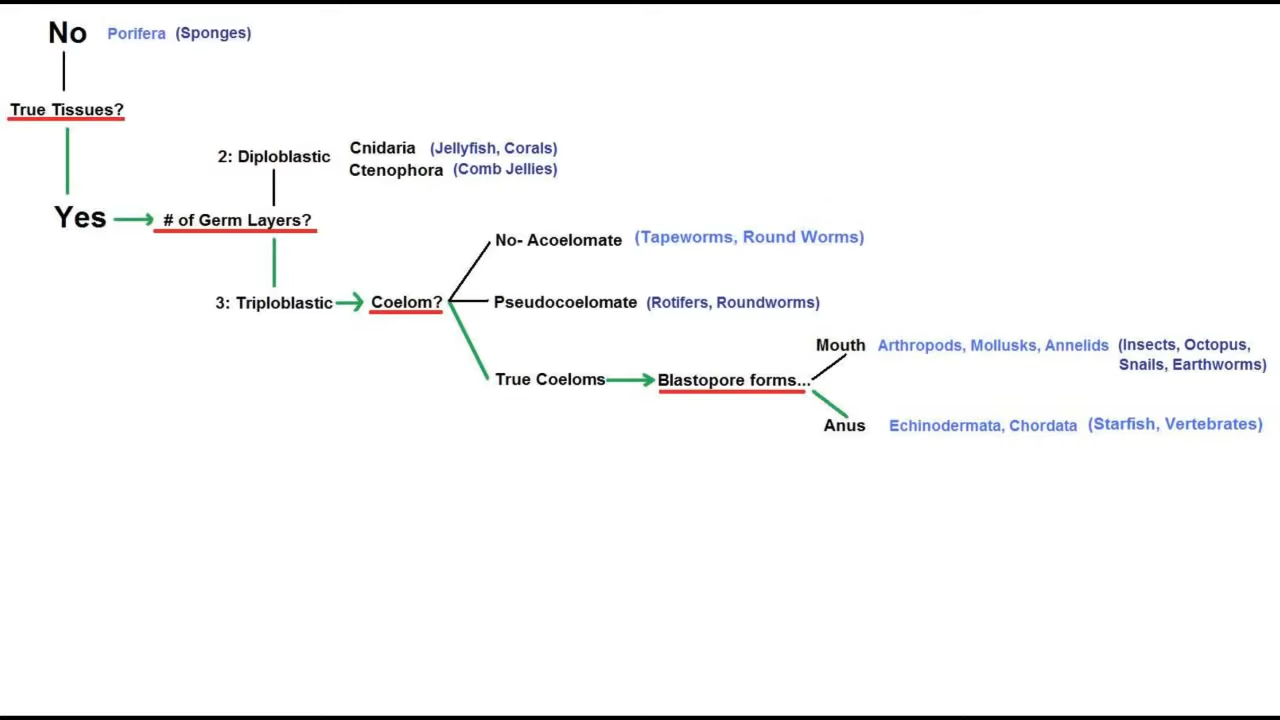 No Porifera (Sponges)
True Tissues?
2: Diploblastic Cnidaria (Jellyfish, Corals)
Ctenophora (Comb Jellies)
Yes # of Germ Layers?
No- Acoelomate (Tapeworms, Round Worms)
3: Triploblastic Coelom? Pseudocoelomate (Rotifers, Roundworms)
Mouth Arthropods, Mollusks, Annelids (Insects, Octopus,
Snails, Earthworms)
True Coeloms Blastopore forms...
Anus Echinodermata, Chordata (Starfish, Vertebrates)